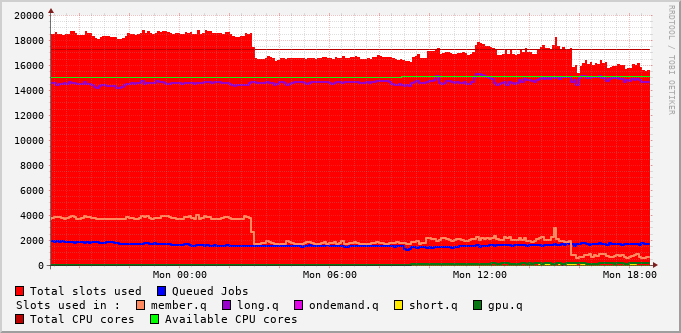 20000
18000
16000
14000
12000
10000
8000
6000
4000
2000
0
Mon 00:00 Mon 06:00 Mon 12:00 Mon 18:00
Total slots used Queued Jobs
Slots used in : member.q long.q ondemand.q short.q gpu.q
Total CPU cores Available CPU cores
RRDTOOL / TOBI OETIKER